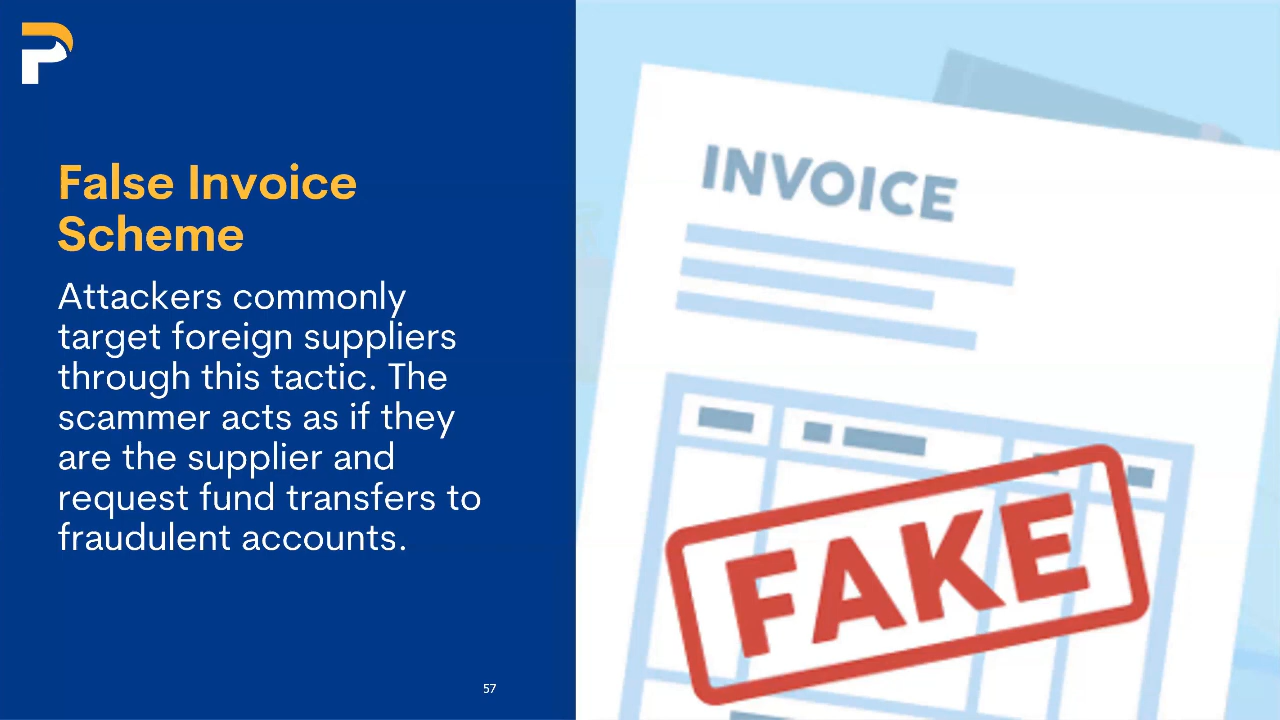 False Invoice
Scheme
Attackers commonly
target foreign suppliers
through this tactic. The
scammer acts as if they
are the supplier and
request fund transfers to
fraudulent accounts.
57
INVOICE
FAKE